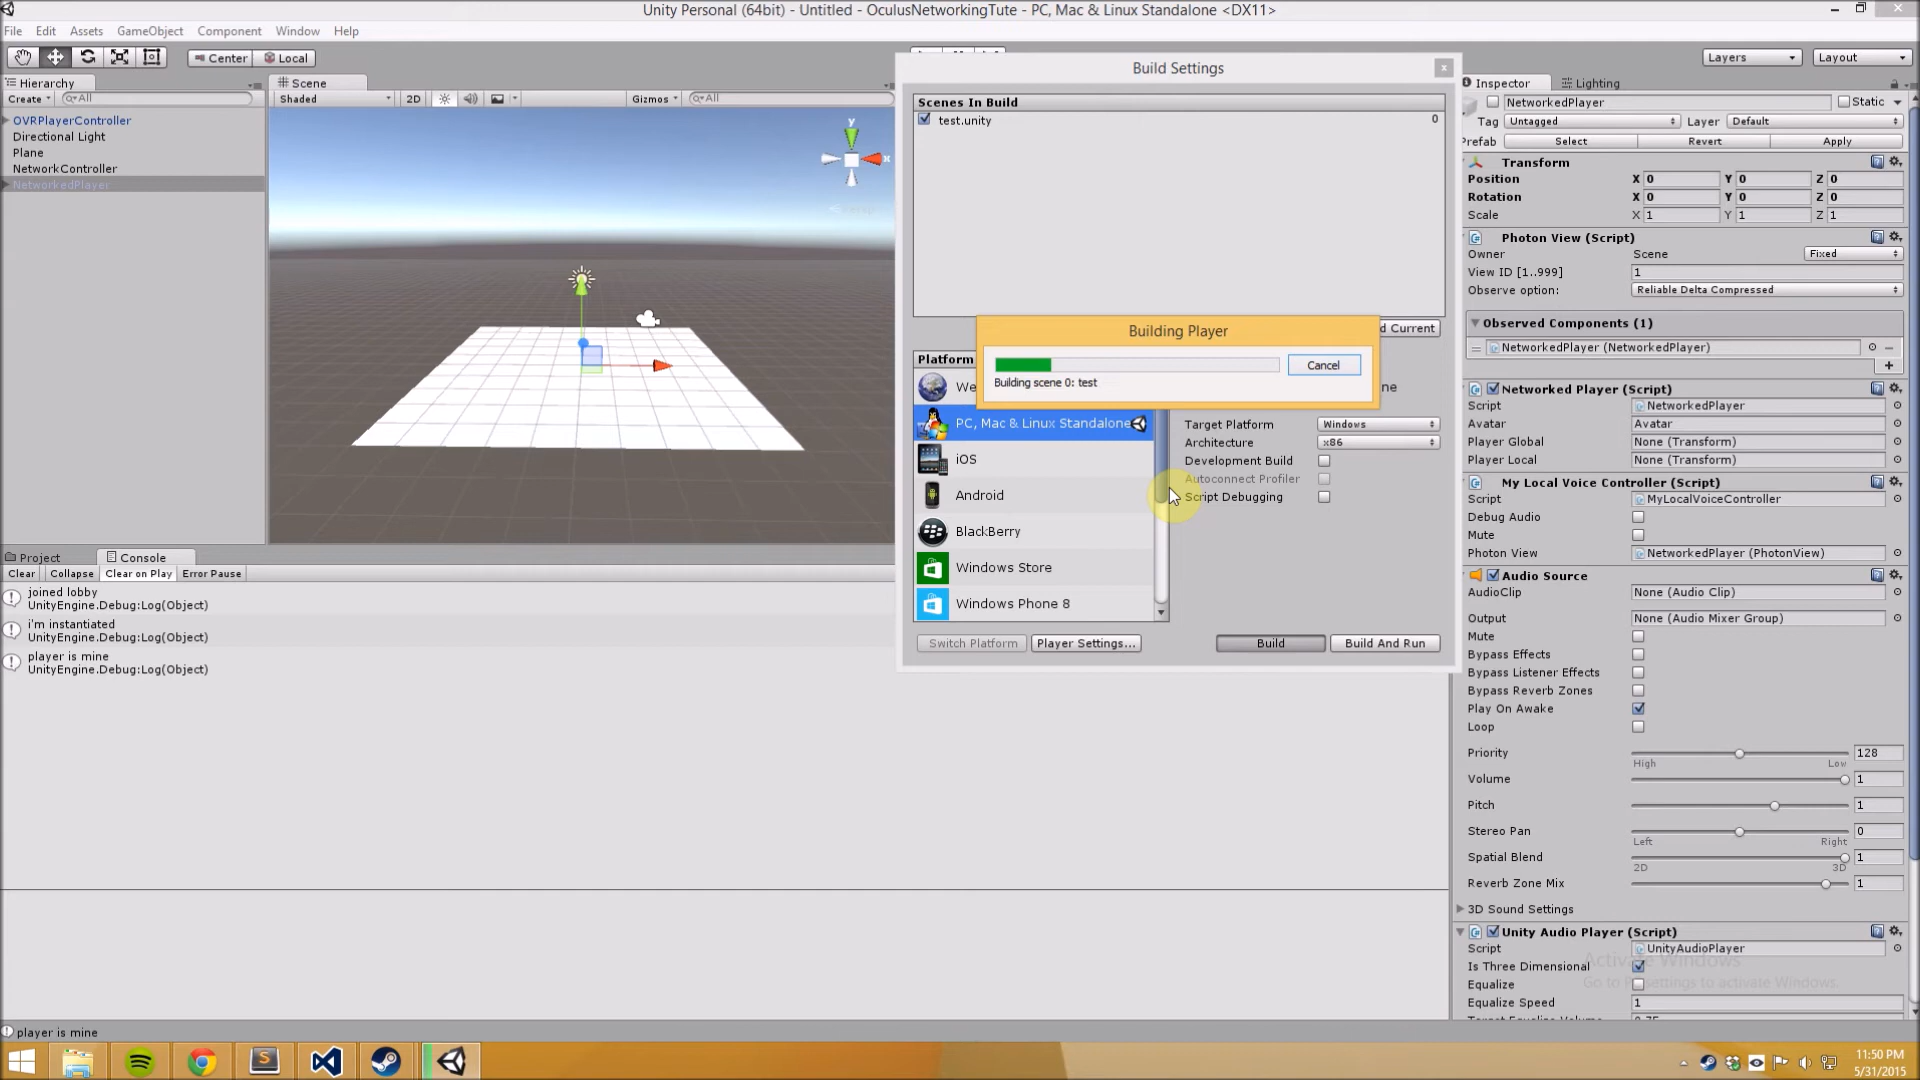 Unity Personal (64bit) - Untitled - OculusNetworkingTute - PC, Mac & Linux Standalone <DX11>
File Edit Assets GameObject Component Window Help
Center Local
Layers Layout
Hierarchy
Create All
OVRPlayerController
Directional Light
Plane
NetworkController
NetworkedPlayer
Scene
Shaded 2D Gizmos All
y
x
Build Settings
Scenes In Build
test.unity 0
d Current
Platform
We
PC, Mac & Linux Standalone
iOS
Android
BlackBerry
Windows Store
Windows Phone 8
Building Player
Building scene 0: test
Cancel
ne
Target Platform Windows
Architecture x86
Development Build
Autoconnect Profiler
Script Debugging
Switch Platform Player Settings... Build Build And Run
Inspector Lighting
NetworkedPlayer Static
Tag Untagged Layer Default
Prefab Select Revert Apply
Transform
Position X 0 Y 0 Z 0
Rotation X 0 Y 0 Z 0
Scale X 1 Y 1 Z 1
Photon View (Script)
Owner Scene Fixed
View ID [1..999] 1
Observe option: Reliable Delta Compressed
Observed Components (1)
NetworkedPlayer (NetworkedPlayer)
Networked Player (Script)
Script NetworkedPlayer
Avatar Avatar
Player Global None (Transform)
Player Local None (Transform)
My Local Voice Controller (Script)
Script MyLocalVoiceController
Debug Audio
Mute
Photon View NetworkedPlayer (PhotonView)
Audio Source
AudioClip None (Audio Clip)
Output None (Audio Mixer Group)
Mute
Bypass Effects
Bypass Listener Effects
Bypass Reverb Zones
Play On Awake
Loop
Priority 128
High Low
Volume 1
Pitch 1
Stereo Pan 0
Left Right
Spatial Blend 1
2D 3D
Reverb Zone Mix 1
3D Sound Settings
Unity Audio Player (Script)
Script UnityAudioPlayer
Is Three Dimensional
Equalize
Equalize Speed 1
Activate Windows
settings to activate Windows.
Project Console
Clear Collapse Clear on Play Error Pause
joined lobby
UnityEngine.Debug:Log(Object)
i'm instantiated
UnityEngine.Debug:Log(Object)
player is mine
UnityEngine.Debug:Log(Object)
player is mine
11:50 PM
5/31/2015